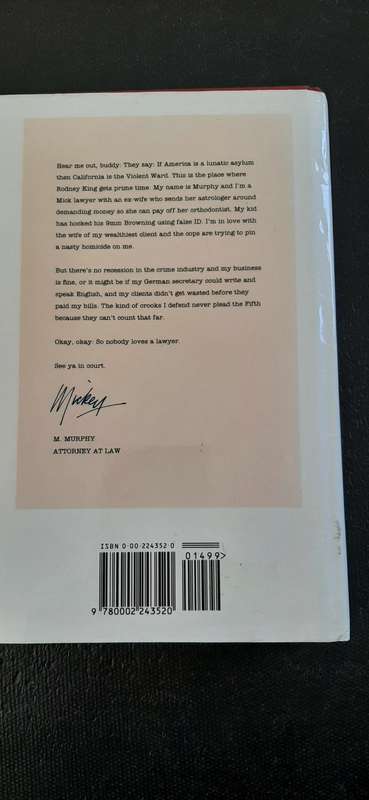 Hear me out, buddy: They say: If America is a lunatic asylum
then California is the Violent Ward. This is the place where
Rodney King gets prime time. My name is Murphy and I'm a
Mick lawyer with an ex-wife who sends her astrologer around
demanding money so she can pay off her orthodontist. My kid
has hocked his 9mm Browning using false ID. I'm in love with
the wife of my wealthiest client and the cops are trying to pin
a nasty homicide on me.
But there's no recession in the crime industry and my business
is fine, or it might be if my German secretary could write and
speak English, and my clients didn't get wasted before they
paid my bills. The kind of crooks I defend never plead the Fifth
because they can't count that far.
Okay, okay: So nobody loves a lawyer.
See ya in court.
Mickey
M. MURPHY
ATTORNEY AT LAW
ISBN 0-00-224352-0
01499>
9 780002 243520